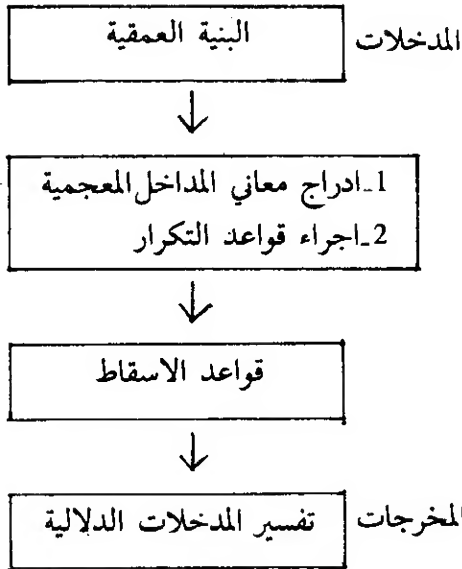 المدخلات
البنية العمقية
1_ادراج معاني المداخل المعجمية
2_اجراء قواعد التكرار
قواعد الاسقاط
المخرجات
تفسير المدخلات الدلالية